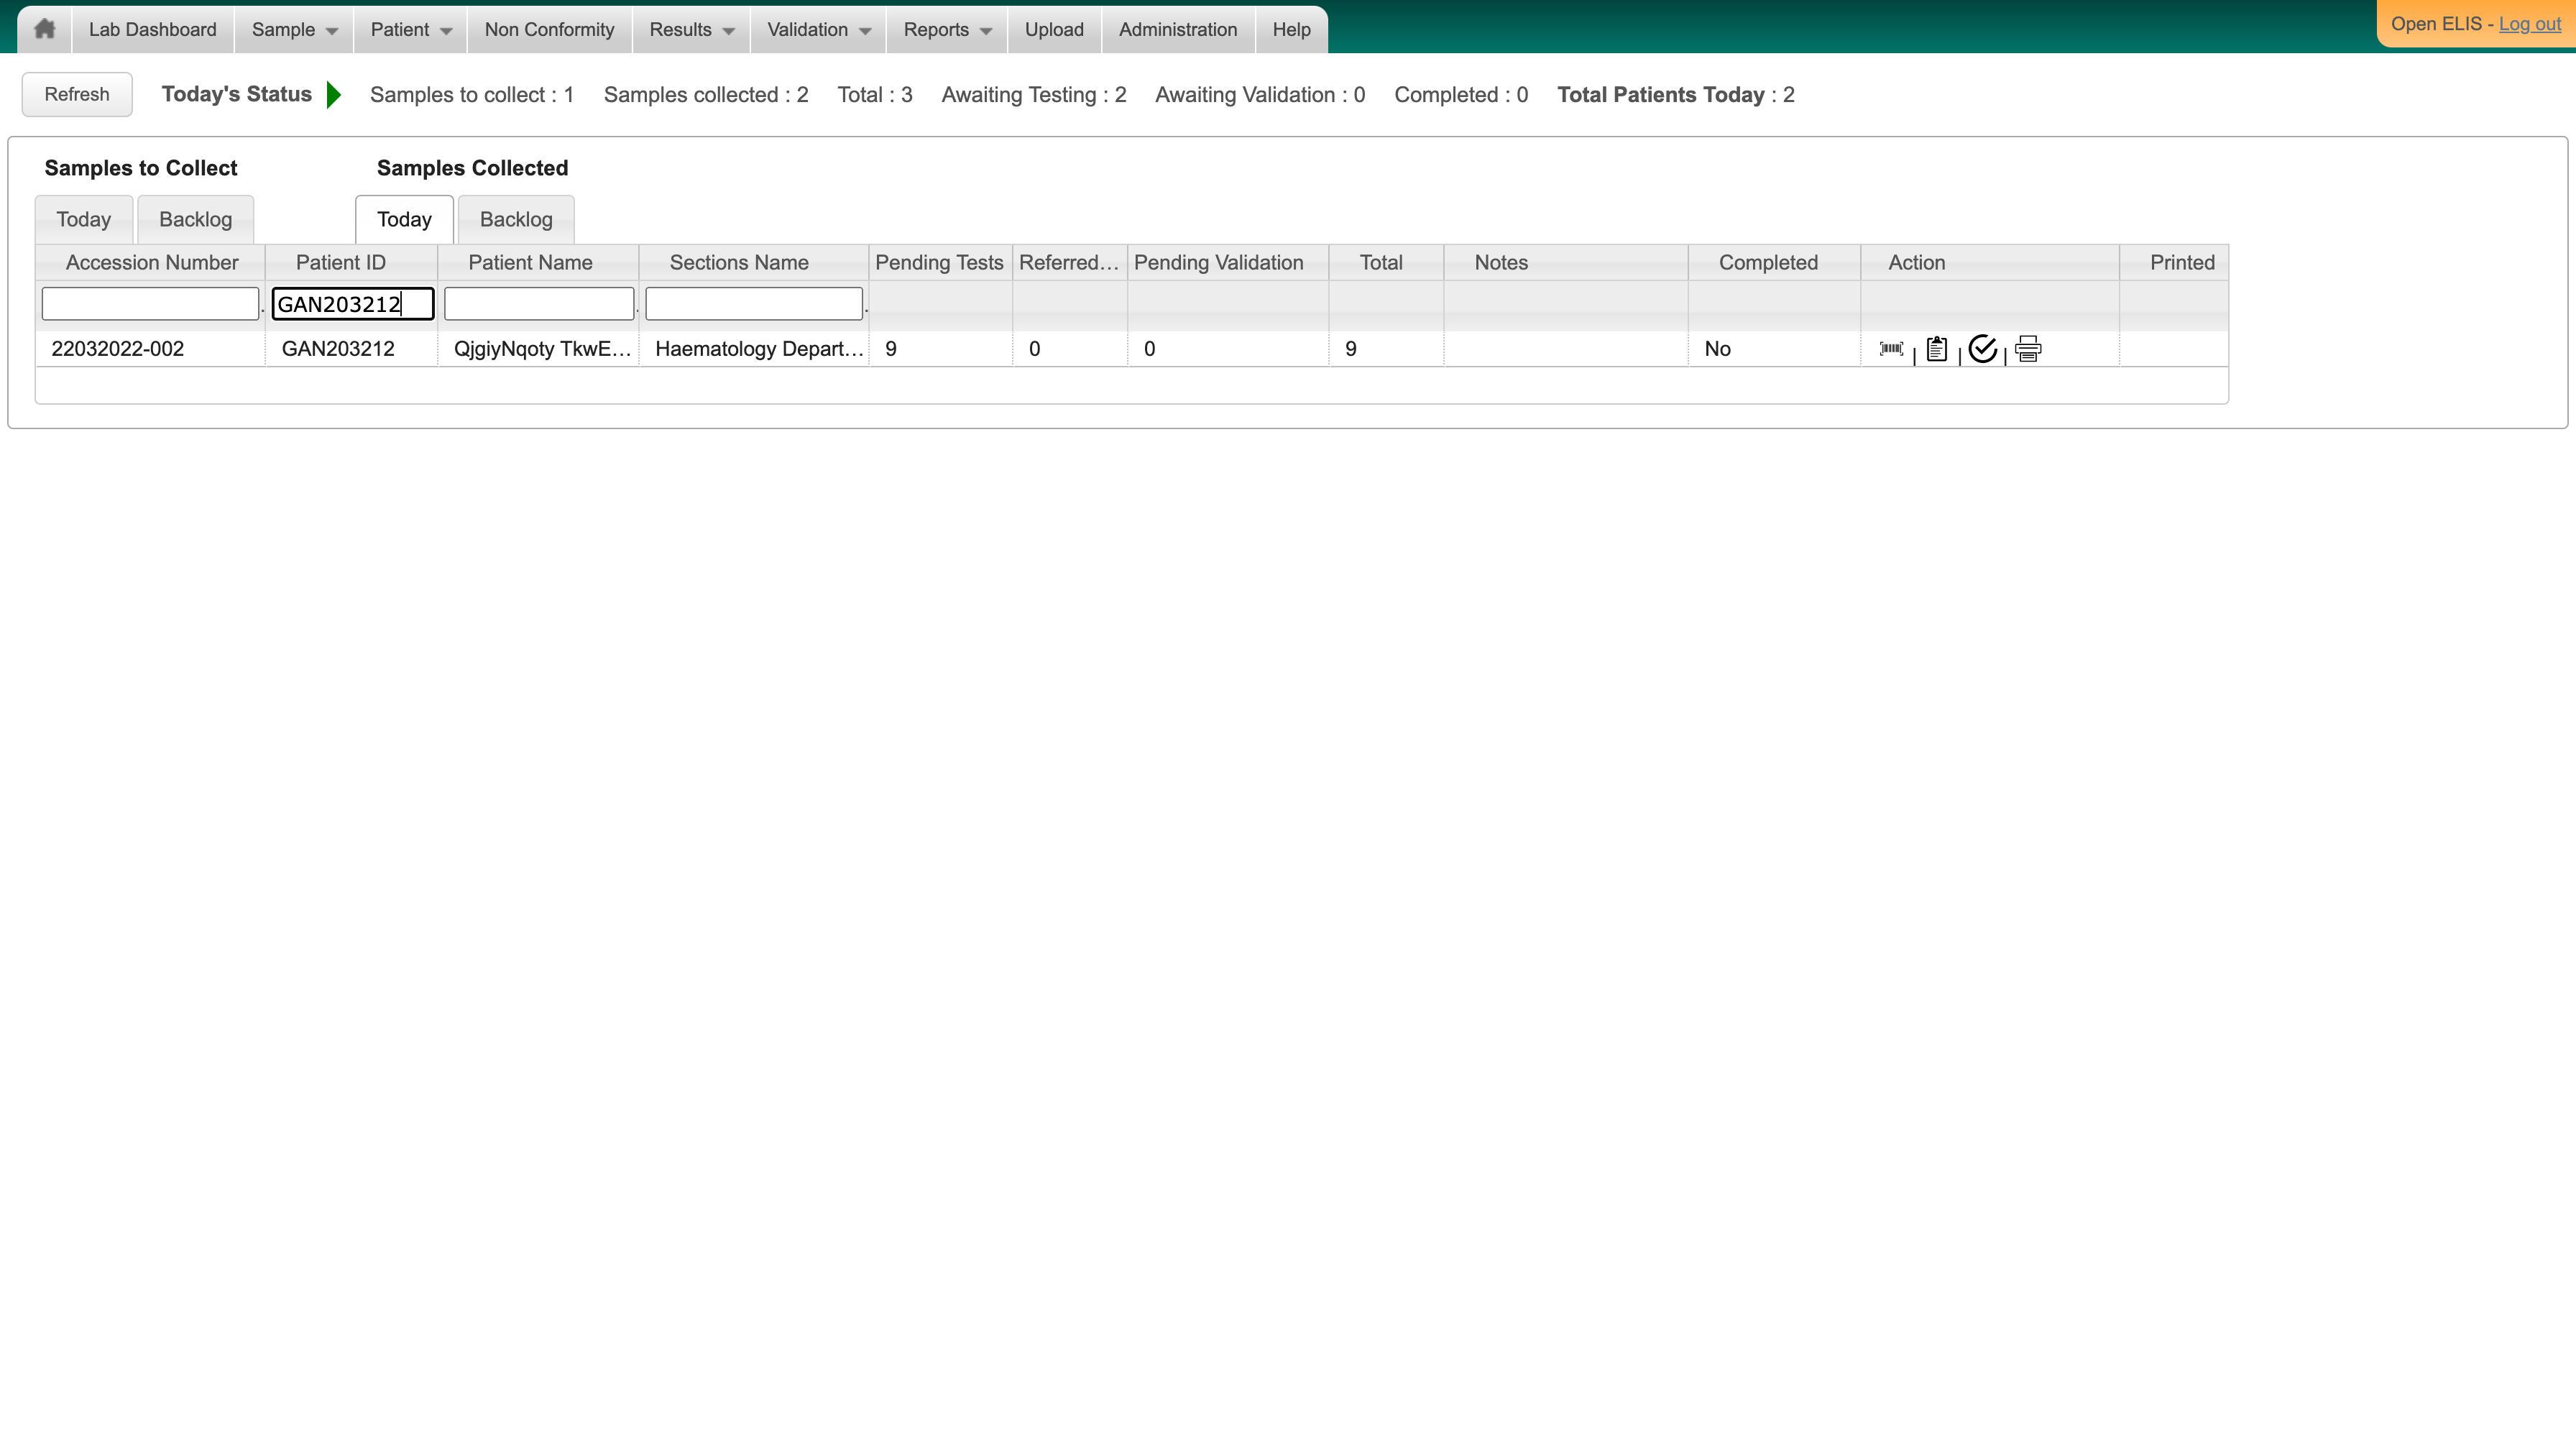 Lab Dashboard Sample Patient Non Conformity Results Validation Reports Upload Administration Help Open ELIS - Log out
Refresh Today's Status Samples to collect : 1 Samples collected : 2 Total : 3 Awaiting Testing : 2 Awaiting Validation : 0 Completed : 0 Total Patients Today : 2
Samples to Collect Samples Collected
Today Backlog Today Backlog
Accession Number Patient ID Patient Name Sections Name Pending Tests Referred... Pending Validation Total Notes Completed Action Printed
GAN203212
22032022-002 GAN203212 QjgiyNqoty TkwE... Haematology Depart... 9 0 0 9 No | | |